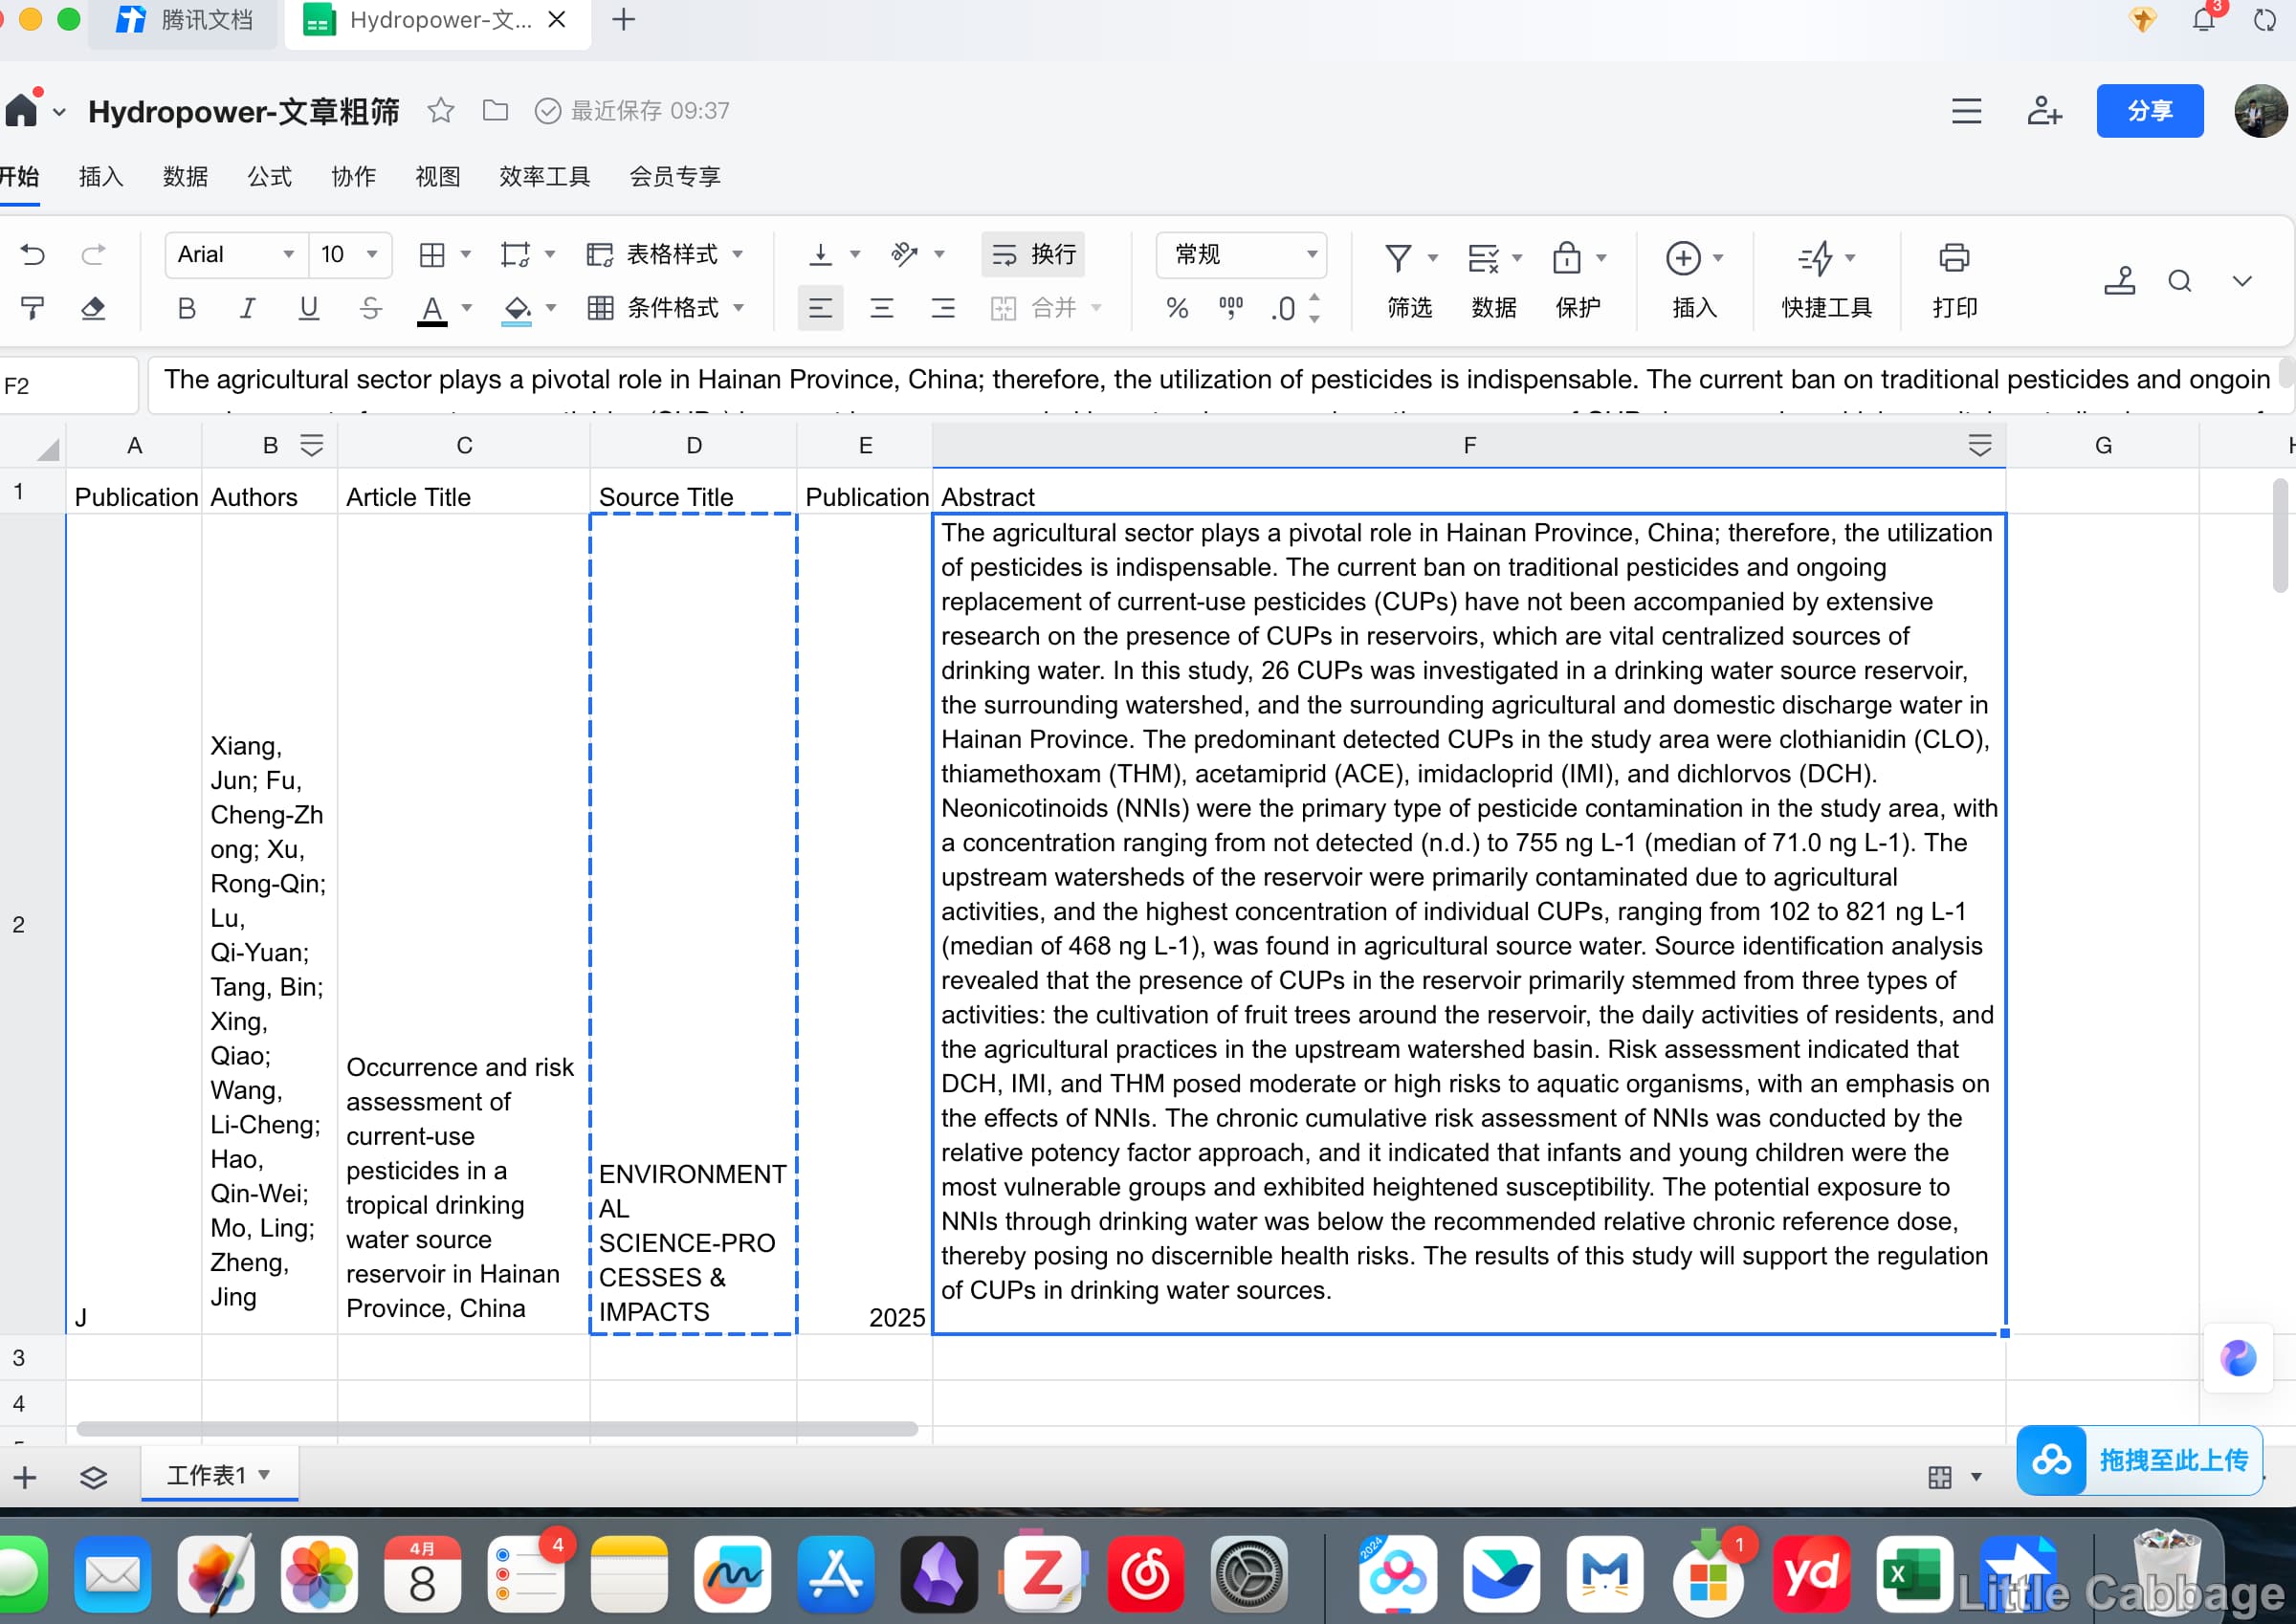 腾讯文档
Hydropower-文...
3
Hydropower-文章粗筛
最近保存 09:37
分享
开始 插入 数据 公式 协作 视图 效率工具 会员专享
Arial 10 表格样式 换行 常规
B I U S A 条件格式 合并 % .0 筛选 数据 保护 插入 快捷工具 打印
F2
The agricultural sector plays a pivotal role in Hainan Province, China; therefore, the utilization of pesticides is indispensable. The current ban on traditional pesticides and ongoin
A B C D E F G H
1 Publication Authors Article Title Source Title Publication Abstract
2
J
Xiang,
Jun; Fu,
Cheng-Zh
ong; Xu,
Rong-Qin;
Lu,
Qi-Yuan;
Tang, Bin;
Xing,
Qiao;
Wang,
Li-Cheng;
Hao,
Qin-Wei;
Mo, Ling;
Zheng,
Jing
Occurrence and risk
assessment of
current-use
pesticides in a
tropical drinking
water source
reservoir in Hainan
Province, China
ENVIRONMENT
AL
SCIENCE-PRO
CESSES &
IMPACTS
2025
The agricultural sector plays a pivotal role in Hainan Province, China; therefore, the utilization
of pesticides is indispensable. The current ban on traditional pesticides and ongoing
replacement of current-use pesticides (CUPs) have not been accompanied by extensive
research on the presence of CUPs in reservoirs, which are vital centralized sources of
drinking water. In this study, 26 CUPs was investigated in a drinking water source reservoir,
the surrounding watershed, and the surrounding agricultural and domestic discharge water in
Hainan Province. The predominant detected CUPs in the study area were clothianidin (CLO),
thiamethoxam (THM), acetamiprid (ACE), imidacloprid (IMI), and dichlorvos (DCH).
Neonicotinoids (NNIs) were the primary type of pesticide contamination in the study area, with
a concentration ranging from not detected (n.d.) to 755 ng L-1 (median of 71.0 ng L-1). The
upstream watersheds of the reservoir were primarily contaminated due to agricultural
activities, and the highest concentration of individual CUPs, ranging from 102 to 821 ng L-1
(median of 468 ng L-1), was found in agricultural source water. Source identification analysis
revealed that the presence of CUPs in the reservoir primarily stemmed from three types of
activities: the cultivation of fruit trees around the reservoir, the daily activities of residents, and
the agricultural practices in the upstream watershed basin. Risk assessment indicated that
DCH, IMI, and THM posed moderate or high risks to aquatic organisms, with an emphasis on
the effects of NNIs. The chronic cumulative risk assessment of NNIs was conducted by the
relative potency factor approach, and it indicated that infants and young children were the
most vulnerable groups and exhibited heightened susceptibility. The potential exposure to
NNIs through drinking water was below the recommended relative chronic reference dose,
thereby posing no discernible health risks. The results of this study will support the regulation
of CUPs in drinking water sources.
3
4
工作表1
拖拽至此上传
4月
8
4
Z
2024
1
yd
X
Little Cabbage